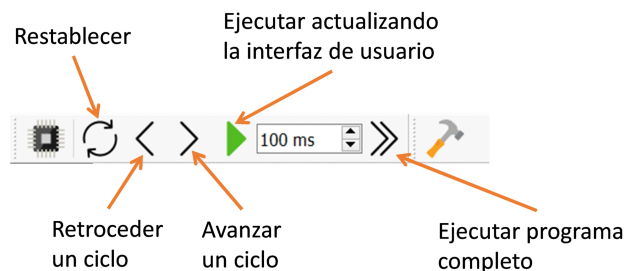 Ejecutar actualizando
la interfaz de usuario
Restablecer
100 ms
Retroceder
un ciclo
Avanzar
un ciclo
Ejecutar programa
completo